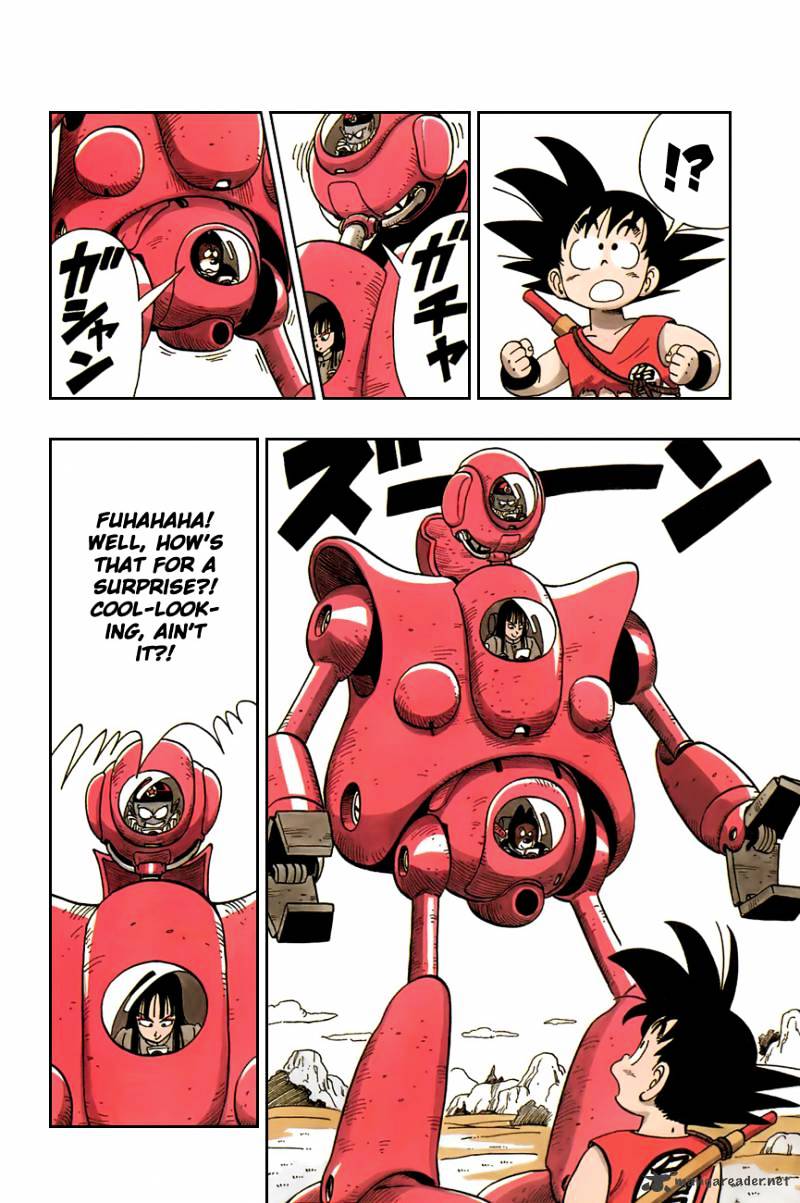 !?
ガチャ
ガシャン
ズーン
FUHAHAHA!
WELL, HOW'S
THAT FOR A
SURPRISE?!
COOL-LOOK-
ING, AIN'T
IT?!
mangareader.net